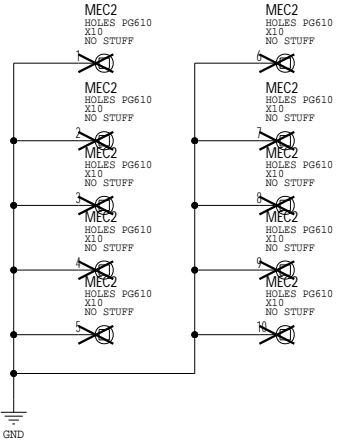 MEC2
HOLES PG610
X10
NO STUFF
1
MEC2
HOLES PG610
X10
NO STUFF
2
MEC2
HOLES PG610
X10
NO STUFF
3
MEC2
HOLES PG610
X10
NO STUFF
4
MEC2
HOLES PG610
X10
NO STUFF
5
MEC2
HOLES PG610
X10
NO STUFF
6
MEC2
HOLES PG610
X10
NO STUFF
7
MEC2
HOLES PG610
X10
NO STUFF
8
MEC2
HOLES PG610
X10
NO STUFF
9
MEC2
HOLES PG610
X10
NO STUFF
10
GND